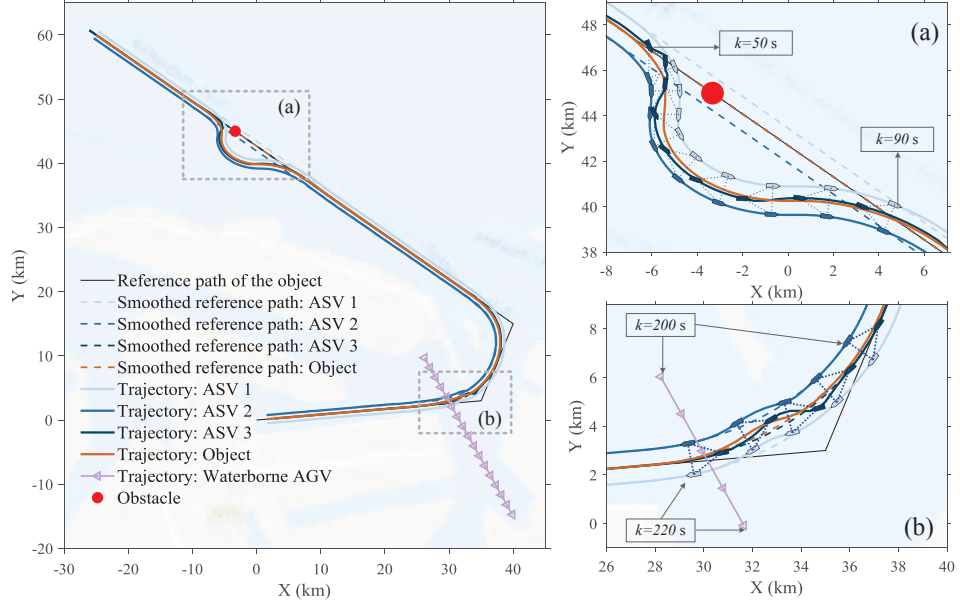 60
50
40
30
20
10
0
-10
-20
Y (km)
-30
-20
-10
0
10
20
30
40
X (km)
(a)
(b)
Reference path of the object
Smoothed reference path: ASV 1
Smoothed reference path: ASV 2
Smoothed reference path: ASV 3
Smoothed reference path: Object
Trajectory: ASV 1
Trajectory: ASV 2
Trajectory: ASV 3
Trajectory: Object
Trajectory: Waterborne AGV
Obstacle
48
46
44
42
40
38
Y (km)
k=50 s
(a)
k=90 s
-8
-6
-4
-2
0
2
4
6
X (km)
8
6
4
2
0
Y (km)
k=200 s
k=220 s
(b)
26
28
30
32
34
36
38
40
X (km)